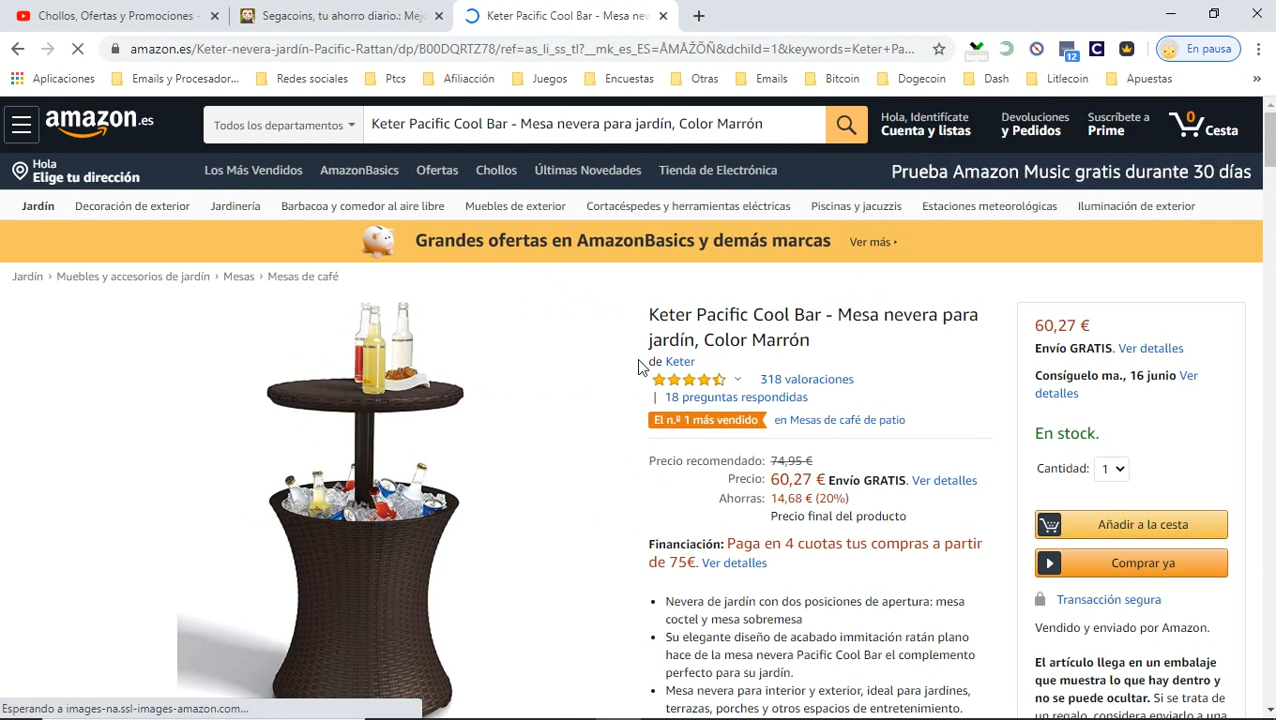 Chollos, Ofertas y Promociones -
Segacoins, tu ahorro diario.: Mejo
Keter Pacific Cool Bar - Mesa nev
amazon.es/Keter-nevera-jardín-Pacific-Rattan/dp/B00DQRTZ78/ref=as_li_ss_tl?__mk_es_ES=ÅMÅŽÕÑ&dchild=1&keywords=Keter+Pa...
12
En pausa
Aplicaciones
Emails y Procesador...
Redes sociales
Ptcs
Afiliacción
Juegos
Encuestas
Otras
Emails
Bitcoin
Dogecoin
Dash
Litlecoin
Apuestas
»
amazon.es
Todos los departamentos
Keter Pacific Cool Bar - Mesa nevera para jardín, Color Marrón
Hola, Identifícate
Cuenta y listas
Devoluciones
y Pedidos
Suscríbete a
Prime
0
Cesta
Hola
Elige tu dirección
Los Más Vendidos
AmazonBasics
Ofertas
Chollos
Últimas Novedades
Tienda de Electrónica
Prueba Amazon Music gratis durante 30 días
Jardín
Decoración de exterior
Jardinería
Barbacoa y comedor al aire libre
Muebles de exterior
Cortacéspedes y herramientas eléctricas
Piscinas y jacuzzis
Estaciones meteorológicas
Iluminación de exterior
Grandes ofertas en AmazonBasics y demás marcas
Ver más ›
Jardín › Muebles y accesorios de jardín › Mesas › Mesas de café
Keter Pacific Cool Bar - Mesa nevera para
jardín, Color Marrón
de Keter
318 valoraciones
| 18 preguntas respondidas
El n.º 1 más vendido en Mesas de café de patio
Precio recomendado: 74,95 €
Precio: 60,27 € Envío GRATIS. Ver detalles
Ahorras: 14,68 € (20%)
Precio final del producto
Financiación: Paga en 4 cuotas tus compras a partir
de 75€. Ver detalles
• Nevera de jardín con dos posiciones de apertura: mesa
coctel y mesa sobremesa
• Su elegante diseño de acabado immitación ratán plano
hace de la mesa nevera Pacific Cool Bar el complemento
perfecto para su jardín.
• Mesa nevera para interior y exterior, ideal para jardines,
terrazas, porches y otros espacios de entretenimiento.
60,27 €
Envío GRATIS. Ver detalles
Consíguelo ma., 16 junio Ver
detalles
En stock.
Cantidad: 1
Añadir a la cesta
Comprar ya
Transacción segura
Vendido y enviado por Amazon.
El artículo llega en un embalaje
que muestra lo que hay dentro y
no se puede ocultar. Si se trata de
un regalo, considera enviarlo a una
Esperando a images-na.ssl-images-amazon.com...